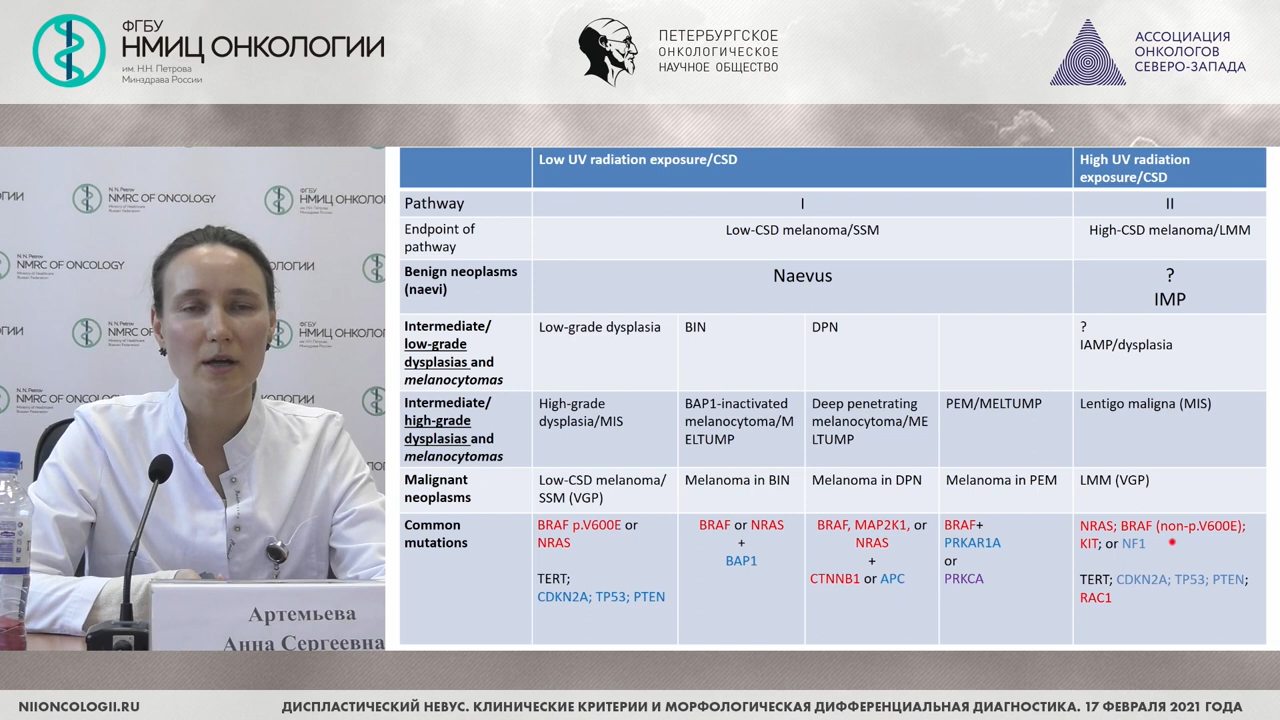 ФГБУ
НМИЦ ОНКОЛОГИИ
им. Н.Н. Петрова
Минздрава России
ПЕТЕРБУРГСКОЕ
ОНКОЛОГИЧЕСКОЕ
НАУЧНОЕ ОБЩЕСТВО
АССОЦИАЦИЯ
ОНКОЛОГОВ
СЕВЕРО-ЗАПАДА
N.N. Petrov
NMRC OF ONCOLOGY
ФГБУ
НМИЦ ОНКОЛОГИИ
Артемьева
Анна Сергеевна
Low UV radiation exposure/CSD
High UV radiation
exposure/CSD
Pathway
I
II
Endpoint of
pathway
Low-CSD melanoma/SSM
High-CSD melanoma/LMM
Benign neoplasms
(naevi)
Naevus
?
IMP
Intermediate/
low-grade
dysplasias and
melanocytomas
Low-grade dysplasia
BIN
DPN
?
IAMP/dysplasia
Intermediate/
high-grade
dysplasias and
melanocytomas
High-grade
dysplasia/MIS
BAP1-inactivated
melanocytoma/M
ELTUMP
Deep penetrating
melanocytoma/ME
LTUMP
PEM/MELTUMP
Lentigo maligna (MIS)
Malignant
neoplasms
Low-CSD melanoma/
SSM (VGP)
Melanoma in BIN
Melanoma in DPN
Melanoma in PEM
LMM (VGP)
Common
mutations
BRAF p.V600E or
NRAS
TERT;
CDKN2A; TP53; PTEN
BRAF or NRAS
+
BAP1
BRAF, MAP2K1, or
NRAS
+
CTNNB1 or APC
BRAF+
PRKAR1A
or
PRKCA
NRAS; BRAF (non-p.V600E);
KIT; or NF1
TERT; CDKN2A; TP53; PTEN;
RAC1
NIIONCOLOGII.RU
ДИСПЛАСТИЧЕСКИЙ НЕВУС. КЛИНИЧЕСКИЕ КРИТЕРИИ И МОРФОЛОГИЧЕСКАЯ ДИФФЕРЕНЦИАЛЬНАЯ ДИАГНОСТИКА. 17 ФЕВРАЛЯ 2021 ГОДА